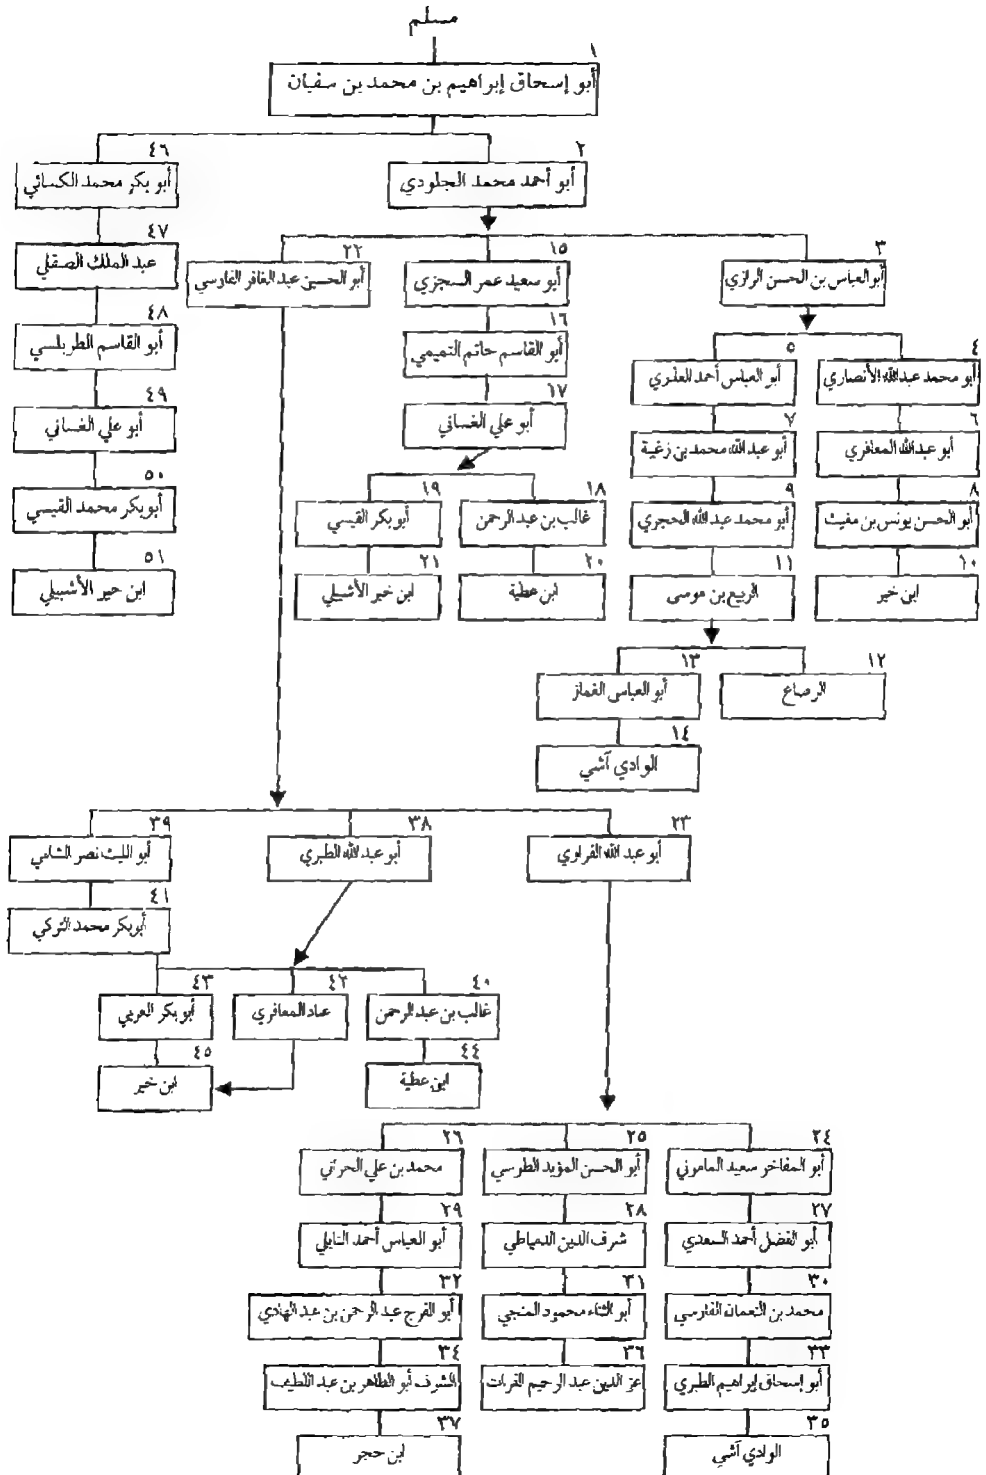 مسلم
١
أبو إسحاق إبراهيم بن محمد بن سفيان
٤٦ ٢
أبو بكر محمد الكسائي أبو أحمد محمد الجلودي
٤٧ ٢٢ ١٥ ٣
عبد الملك الصقلي أبو الحسين عبد الغافر الفارسي أبو سعيد عمر السجزي أبو العباس بن الحسن الرازي
٤٨ ١٦
أبو القاسم الطربلسي أبو القاسم حاتم التميمي
٥ ٤
أبو العباس أحمد العذري أبو محمد عبد الله الأنصاري
٤٩ ١٧ ٧ ٦
أبو علي الغساني أبو علي الغساني أبو عبد الله محمد بن زغيبة أبو عبد الله المعافري
٥٠ ١٩ ١٨ ٩ ٨
أبو بكر محمد القيسي أبو بكر القيسي غالب بن عبد الرحمن أبو محمد عبد الله الحجري أبو الحسن يونس بن مغيث
٥١ ٢١ ٢٠ ١١ ١٠
ابن خير الأشبيلي ابن خير الأشبيلي ابن عطية الربيع بن موسى ابن خير
١٣ ١٢
أبو العباس الغماز الرصاع
١٤
الوادي آشي
٣٩ ٣٨ ٢٣
أبو الليث نصر الشامي أبو عبد الله الطبري أبو عبد الله الفراوي
٤١
أبو بكر محمد التركي
٤٣ ٤٢ ٤٠
أبو بكر العربي عباد المعافري غالب بن عبد الرحمن
٤٥ ٤٤
ابن خير ابن عطية
٢٦ ٢٥ ٢٤
محمد بن علي الحراني أبو الحسن المؤيد الطوسي أبو المفاخر سعيد الماموني
٢٩ ٢٨ ٢٧
أبو العباس أحمد النابلي شرف الدين الدمياطي أبو الفضل أحمد السعدي
٣٢ ٣١ ٣٠
أبو الفرج عبد الرحمن بن عبد الهادي أبو الثناء محمود المنبجي محمد بن النعمان الفارسي
٣٤ ٣٦ ٣٣
الشرف أبو الطاهر بن عبد اللطيف عز الدين عبد الرحيم الفرات أبو إسحاق إبراهيم الطبري
٣٧ ٣٥
ابن حجر الوادي آشي